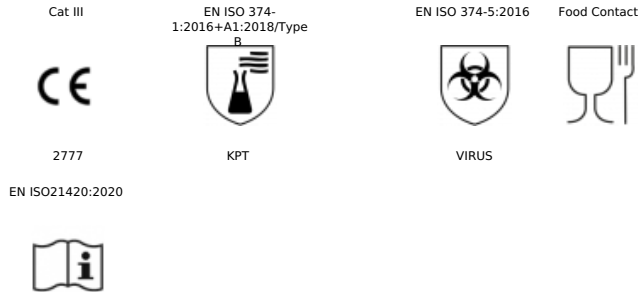 Cat III
EN ISO 374-
1:2016+A1:2018/Type
B
EN ISO 374-5:2016
Food Contact
CE
2777
KPT
VIRUS
EN ISO21420:2020
i